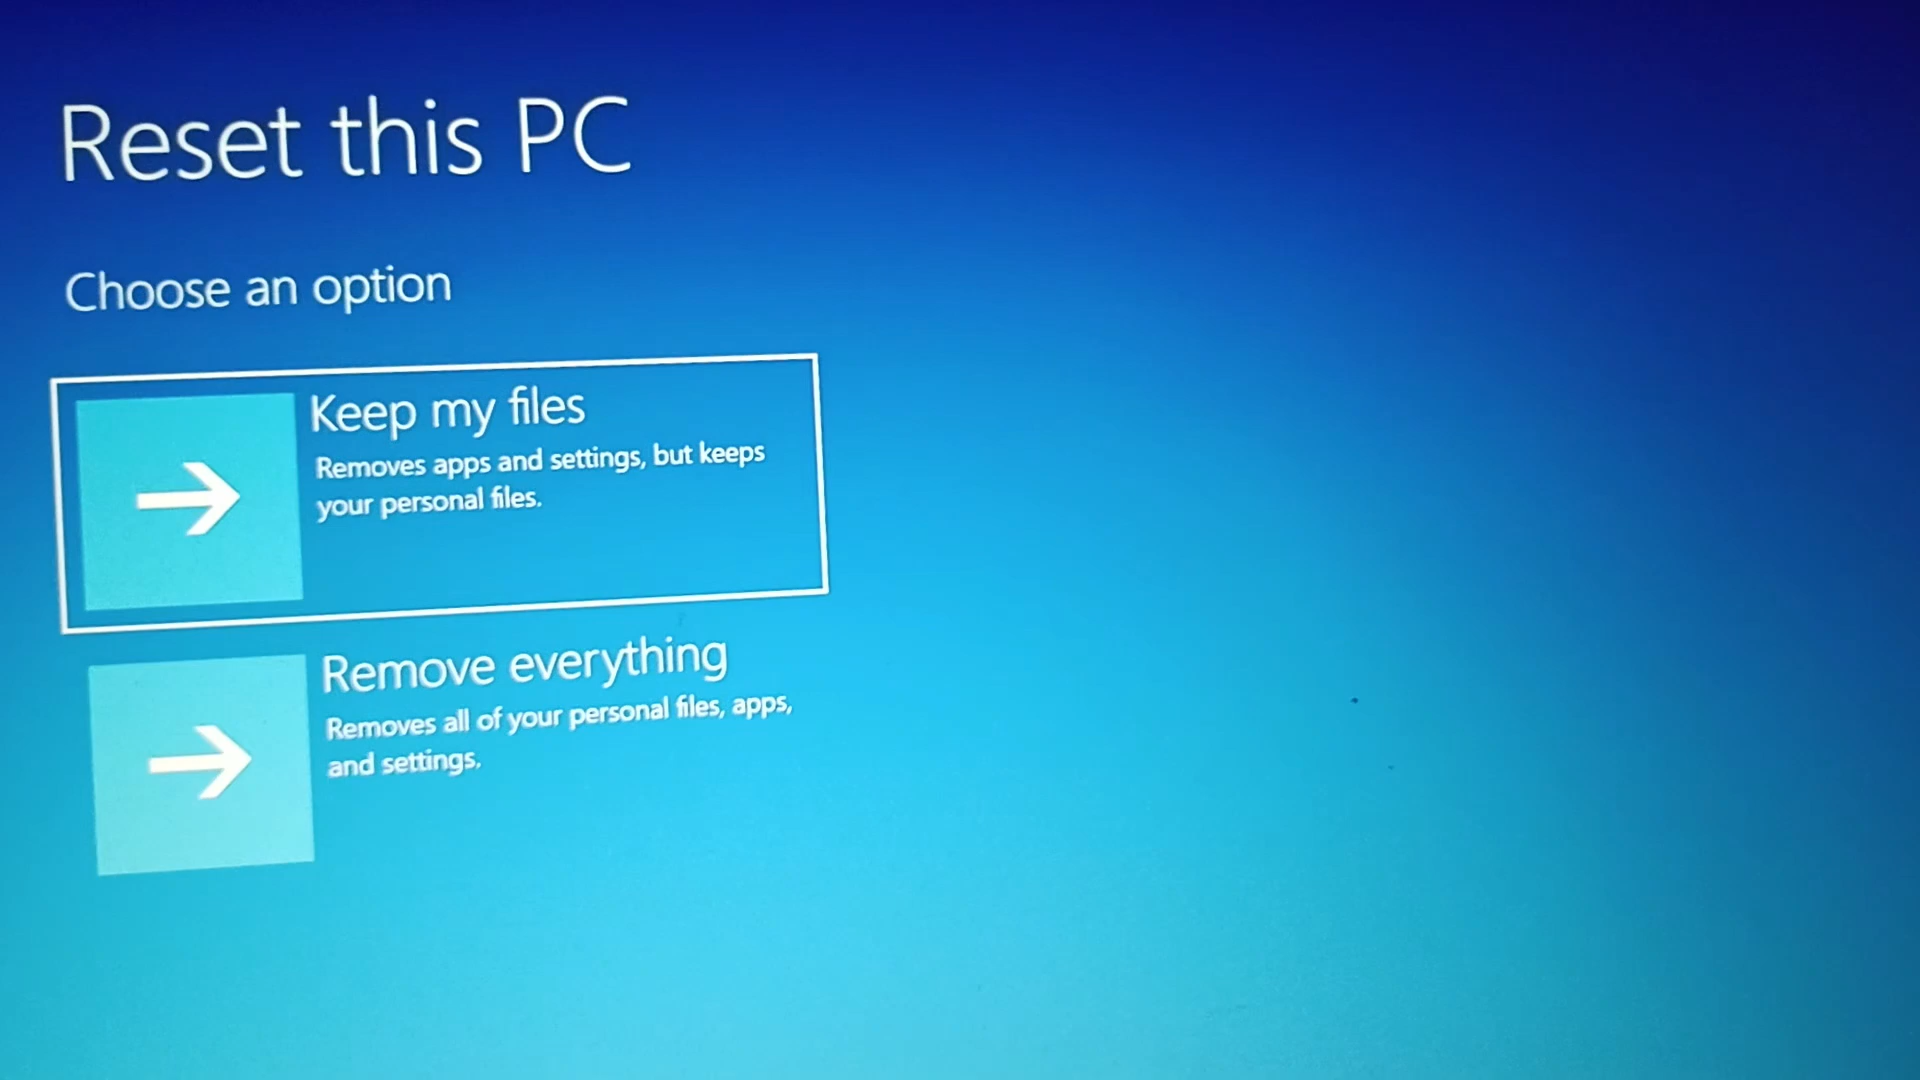 Reset this PC
Choose an option
Keep my files
Removes apps and settings, but keeps
your personal files.
Remove everything
Removes all of your personal files, apps,
and settings.